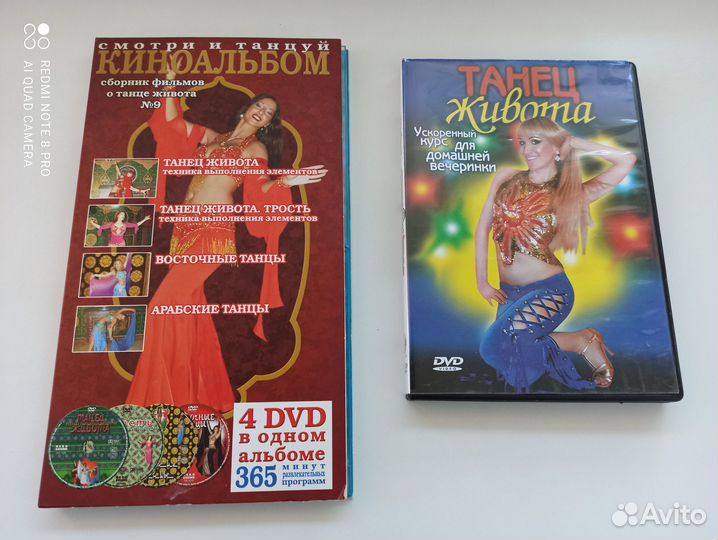 REDMI NOTE 8 PRO
AI QUAD CAMERA
смотри и танцуй
КИНОАЛЬБОМ
сборник фильмов
о танце живота
№9
ТАНЕЦ ЖИВОТА
техника выполнения элементов
ТАНЕЦ ЖИВОТА. ТРОСТЬ
техника выполнения элементов
ВОСТОЧНЫЕ ТАНЦЫ
АРАБСКИЕ ТАНЦЫ
ТАНЕЦ
ЖИВОТА
4 DVD
в одном
альбоме
365 минут
развлекательных
программ
ТАНЕЦ
Живота
Ускоренный
курс для
домашней
вечеринки
DVD
VIDEO
Avito